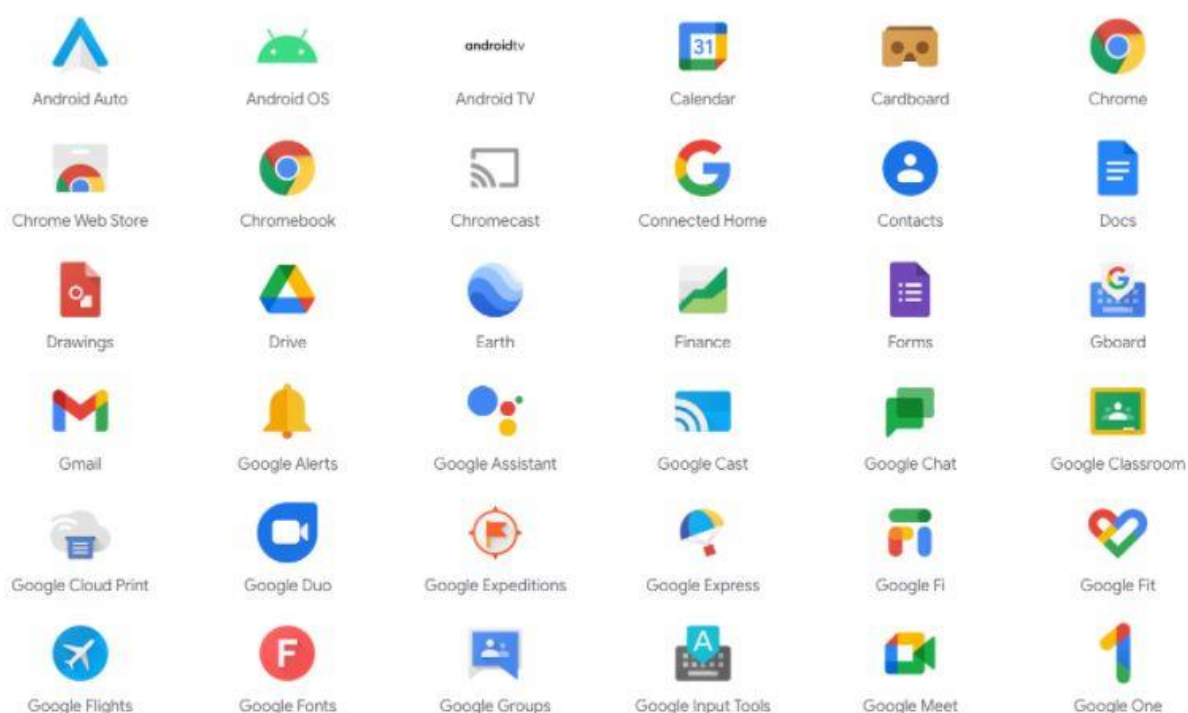 androidtv
31
Android Auto
Android OS
Android TV
Calendar
Cardboard
Chrome
Chrome Web Store
Chromebook
Chromecast
G
Connected Home
Contacts
Docs
Drawings
Drive
Earth
Finance
Forms
G
Gboard
Gmail
Google Alerts
Google Assistant
Google Cast
Google Chat
Google Classroom
Fi
Google Cloud Print
Google Duo
Google Expeditions
Google Express
Google Fi
Google Fit
F
A
1
Google Flights
Google Fonts
Google Groups
Google Input Tools
Google Meet
Google One